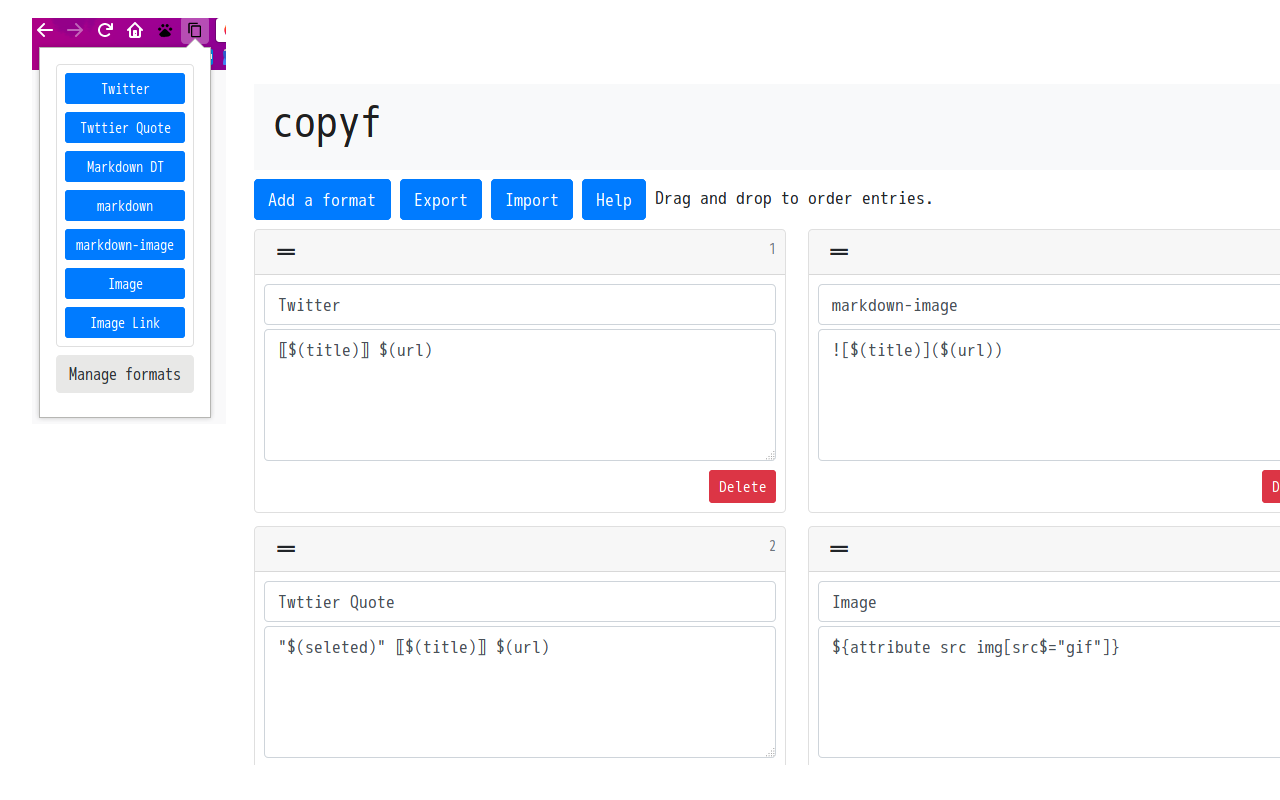 Twitter
Twttier Quote
Markdown DT
markdown
markdown-image
Image
Image Link
Manage formats
copyf
Add a format Export Import Help Drag and drop to order entries.
1
Twitter
⟦$(title)⟧ $(url)
Delete
markdown-image
![$(title)]($(url))
D
2
Twttier Quote
"$(seleted)" ⟦$(title)⟧ $(url)
Image
${attribute src img[src$="gif"]}